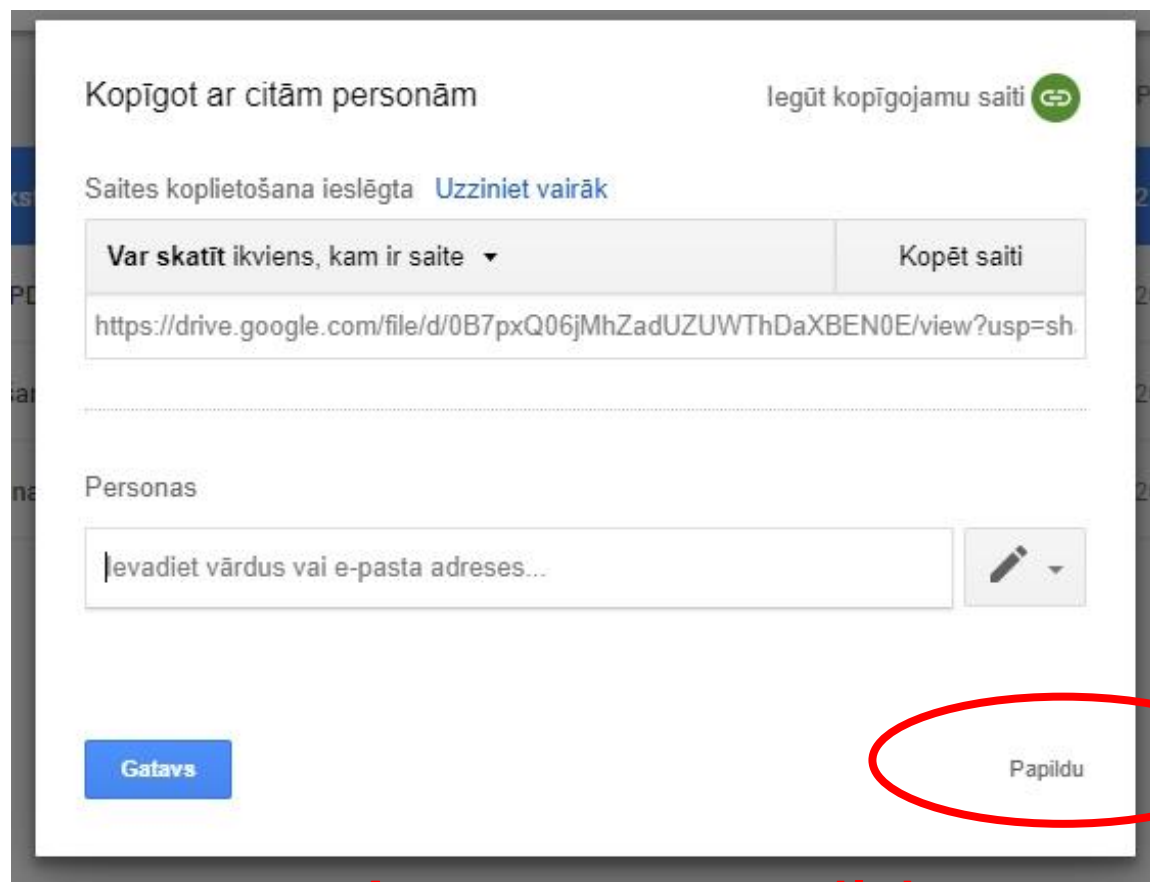 Kopīgot ar citām personām
Iegūt kopīgojamu saiti
Saites koplietošana ieslēgta Uzziniet vairāk
Var skatīt ikviens, kam ir saite
Kopēt saiti
https://drive.google.com/file/d/0B7pxQ06jMhZadUZUWThDaXBEN0E/view?usp=sh
Personas
Ievadiet vārdus vai e-pasta adreses...
Gatavs
Papildu